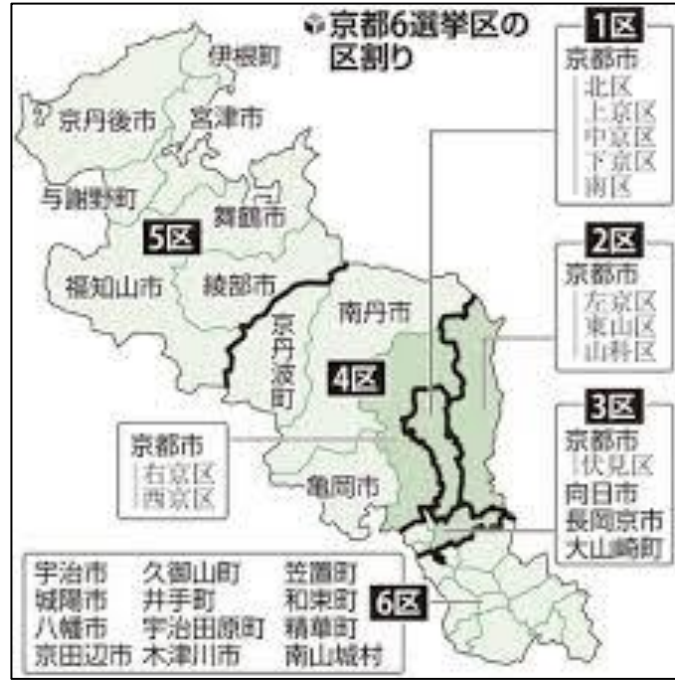 京都6選挙区の
区割り
1区
京都市
北区
上京区
中京区
下京区
南区
伊根町
京丹後市
宮津市
与謝野町
舞鶴市
5区
福知山市
綾部市
2区
京都市
左京区
東山区
山科区
南丹市
京丹波町
4区
京都市
右京区
西京区
亀岡市
3区
京都市
伏見区
向日市
長岡京市
大山崎町
宇治市 久御山町 笠置町
城陽市 井手町 和束町
八幡市 宇治田原町 精華町
京田辺市 木津川市 南山城村
6区